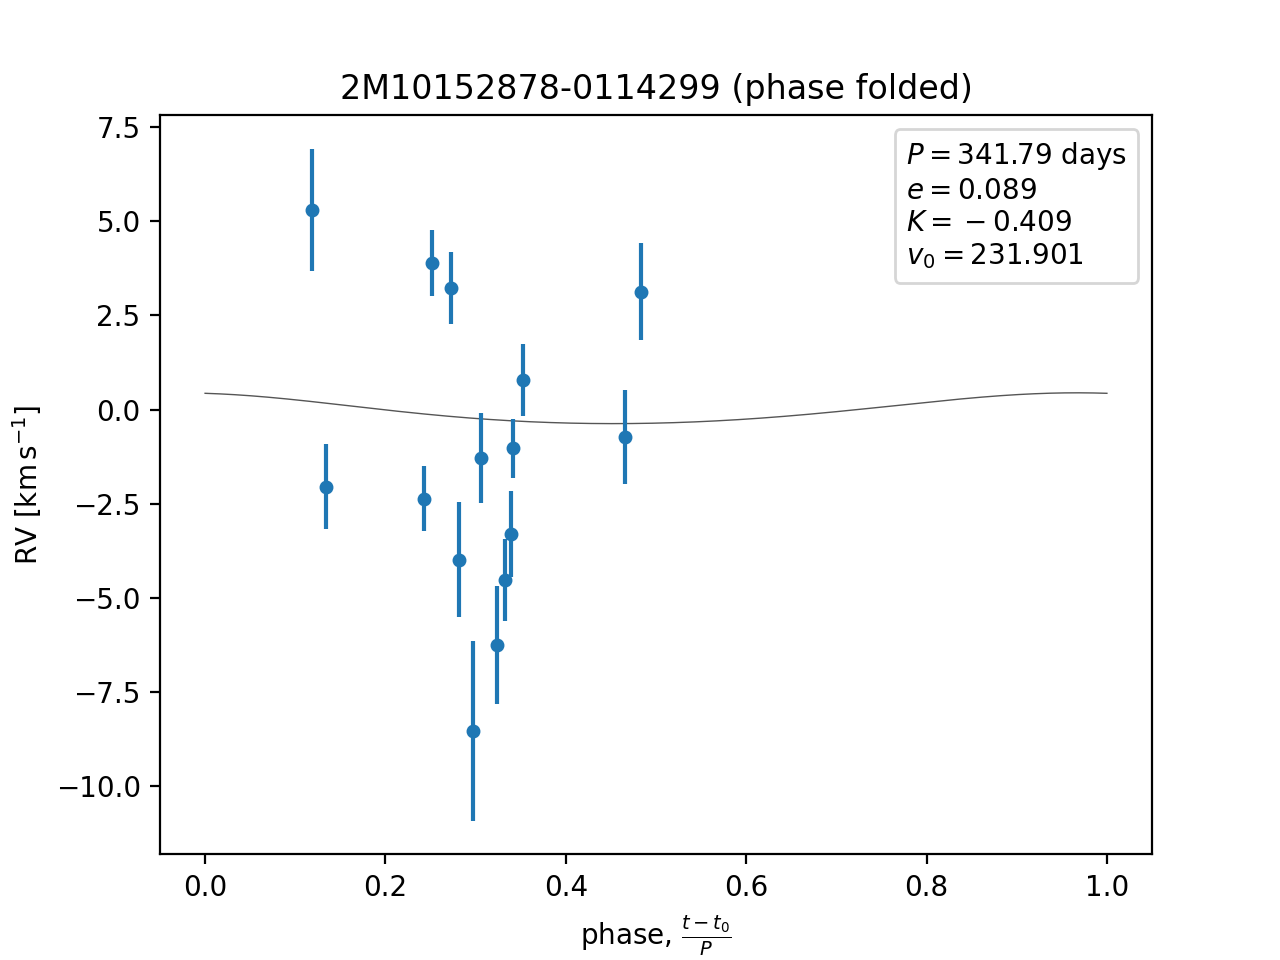 2M10152878-0114299 (phase folded)
P = 341.79 days
e = 0.089
K = −0.409
v₀ = 231.901
7.5
5.0
2.5
0.0
−2.5
−5.0
−7.5
−10.0
RV [km s⁻¹]
0.0 0.2 0.4 0.6 0.8 1.0
phase, (t − t₀)/P